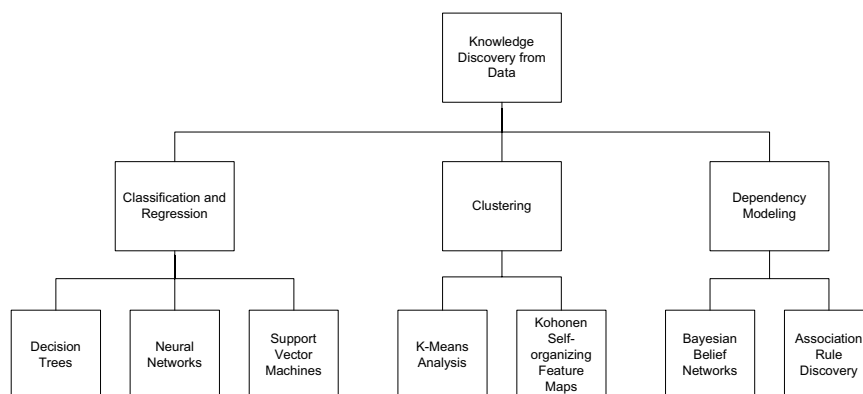 Knowledge
Discovery from
Data
Classification and
Regression
Clustering
Dependency
Modeling
Decision
Trees
Neural
Networks
Support
Vector
Machines
K-Means
Analysis
Kohonen
Self-
organizing
Feature
Maps
Bayesian
Belief
Networks
Association
Rule
Discovery